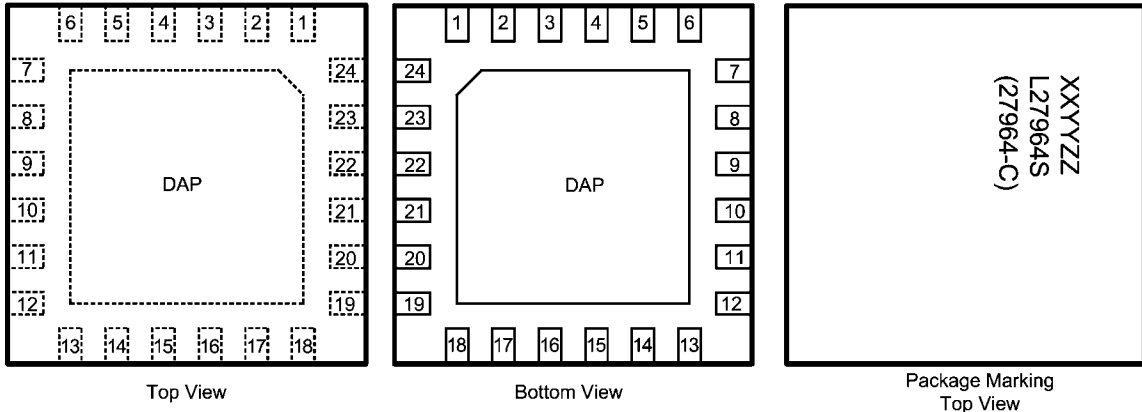 6 5 4 3 2 1
7 24
8 23
9 22
DAP
10 21
11 20
12 19
13 14 15 16 17 18
Top View
1 2 3 4 5 6
24 7
23 8
22 9
DAP
21 10
20 11
19 12
18 17 16 15 14 13
Bottom View
XXYYZZ
L27964S
(27964-C)
Package Marking
Top View